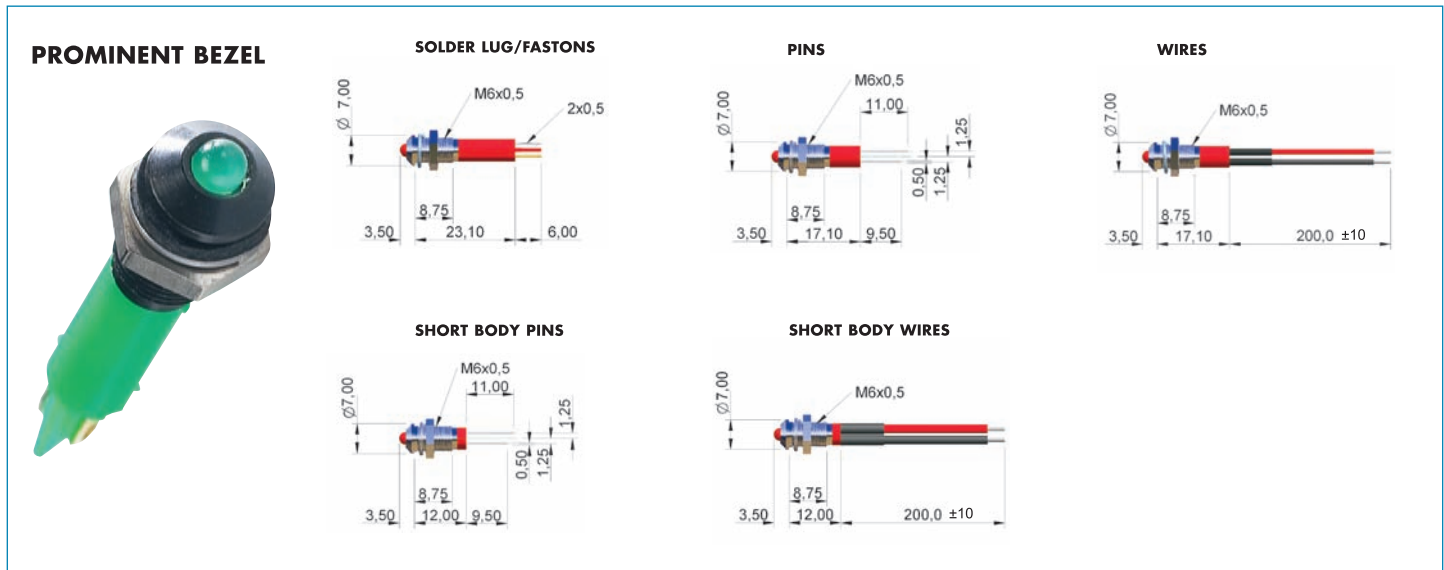 PROMINENT BEZEL
SOLDER LUG/FASTONS
Ø 7,00
M6x0,5
2x0,5
8,75
3,50
23,10
6,00
PINS
Ø 7,00
M6x0,5
11,00
1,25
0,50
1,25
8,75
3,50
17,10
9,50
WIRES
Ø 7,00
M6x0,5
8,75
3,50
17,10
200,0 ±10
SHORT BODY PINS
Ø7,00
M6x0,5
11,00
1,25
0,50
1,25
8,75
3,50
12,00
9,50
SHORT BODY WIRES
Ø 7,00
M6x0,5
8,75
3,50
12,00
200,0 ±10